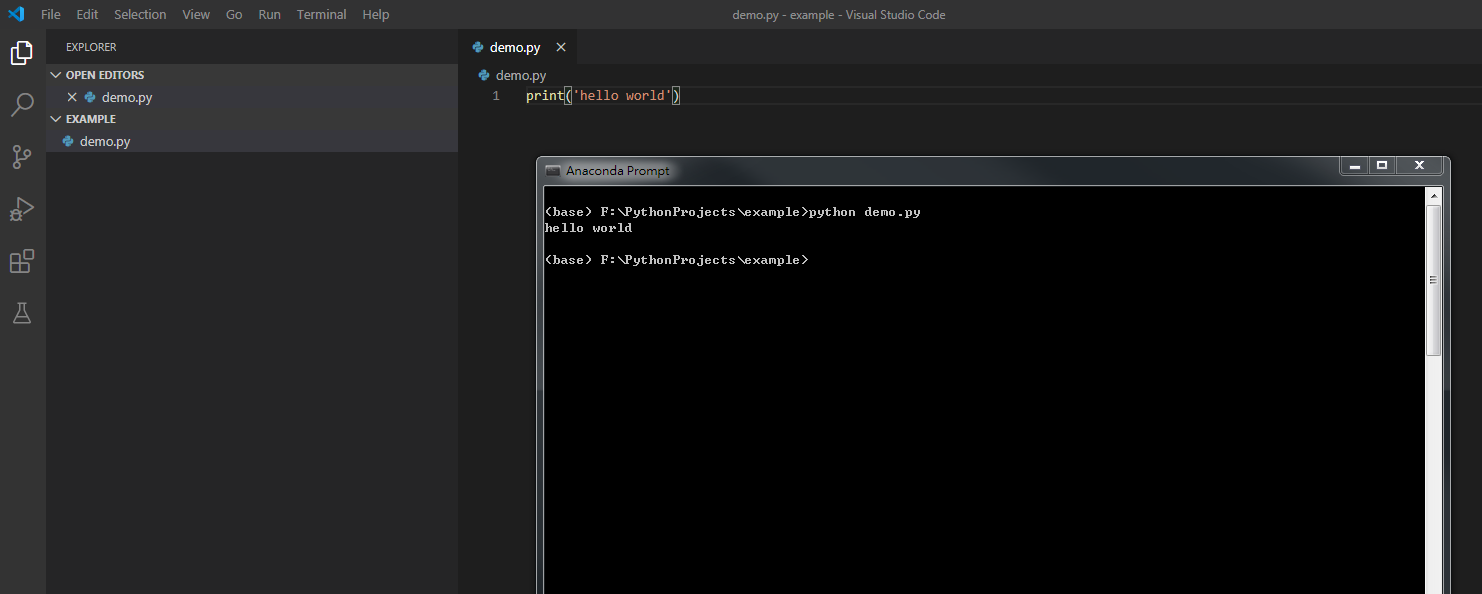 File Edit Selection View Go Run Terminal Help
demo.py - example - Visual Studio Code
EXPLORER
OPEN EDITORS
demo.py
EXAMPLE
demo.py
demo.py
demo.py
1 print('hello world')
Anaconda Prompt
(base) F:\PythonProjects\example>python demo.py
hello world
(base) F:\PythonProjects\example>